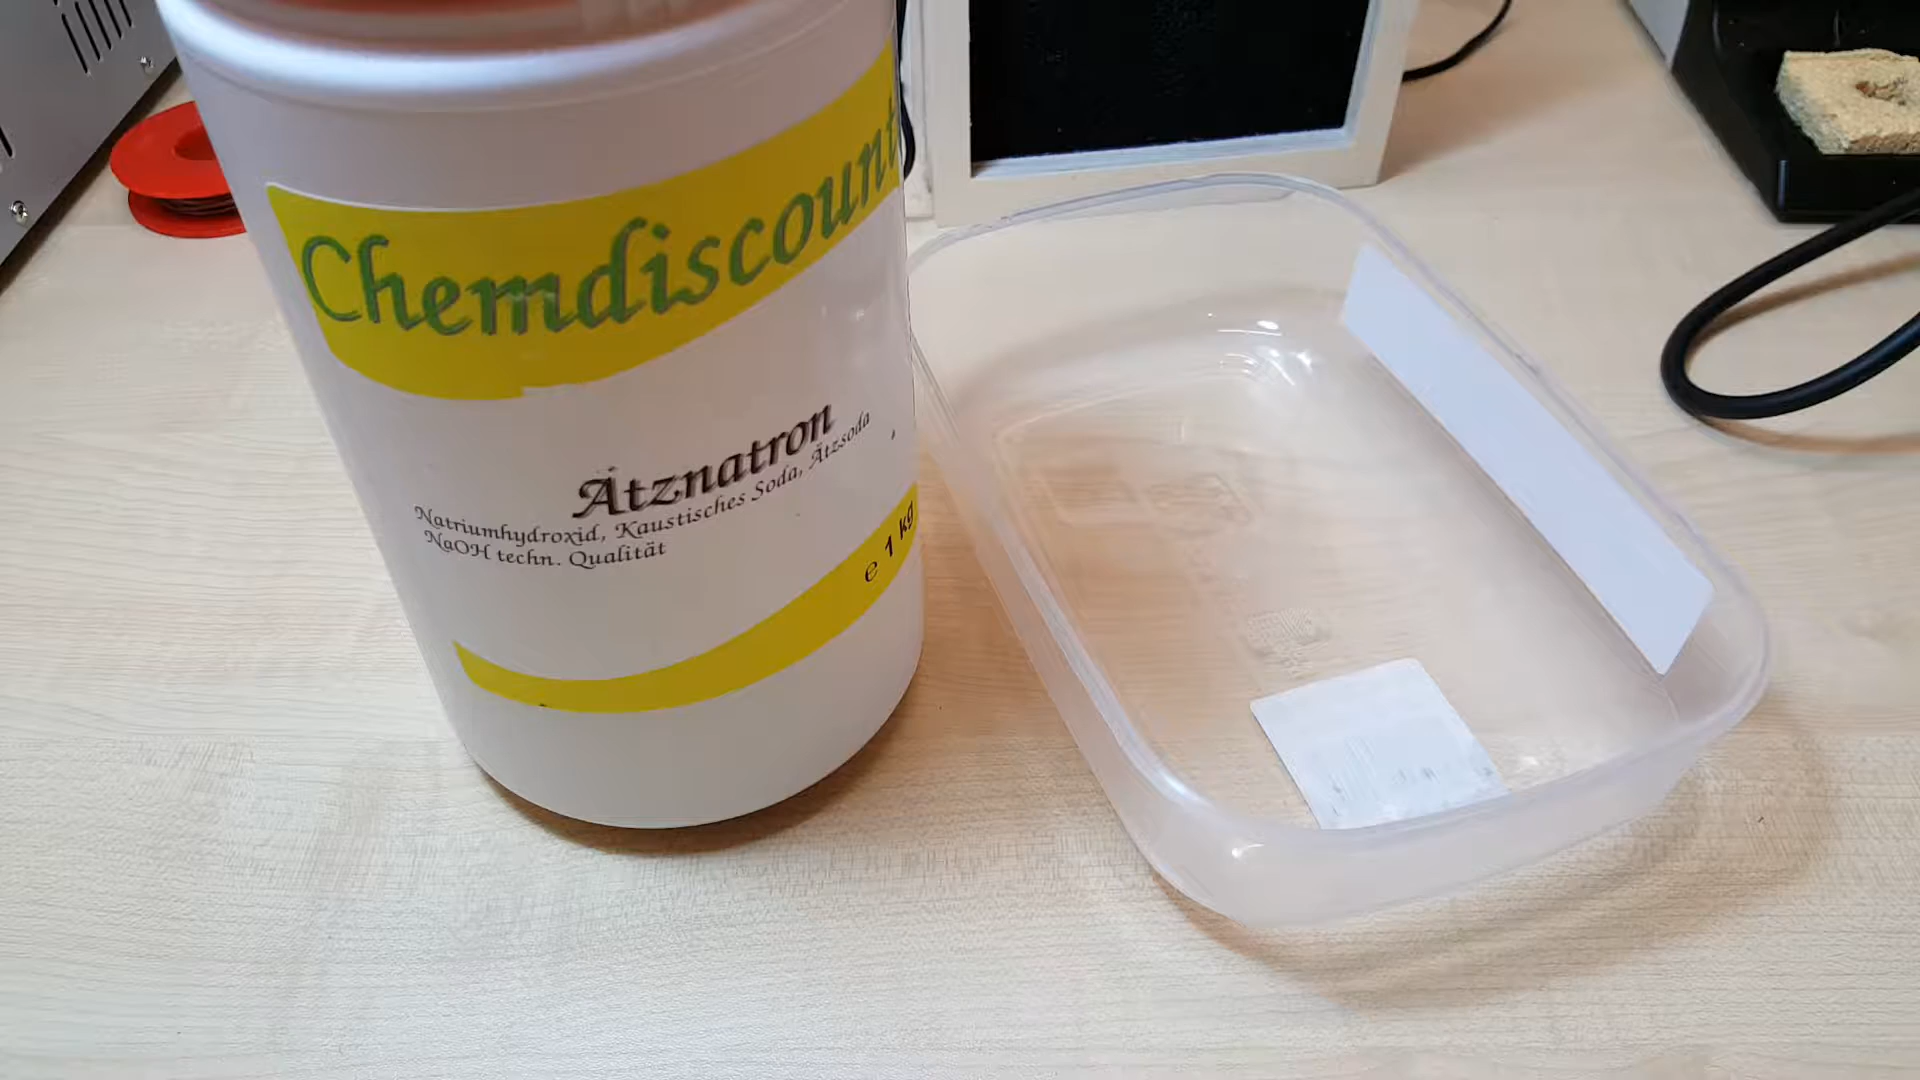 Chemdiscount
Ätznatron
Natriumhydroxid, Kaustisches Soda, Ätzsoda
NaOH techn. Qualität
e 1 kg